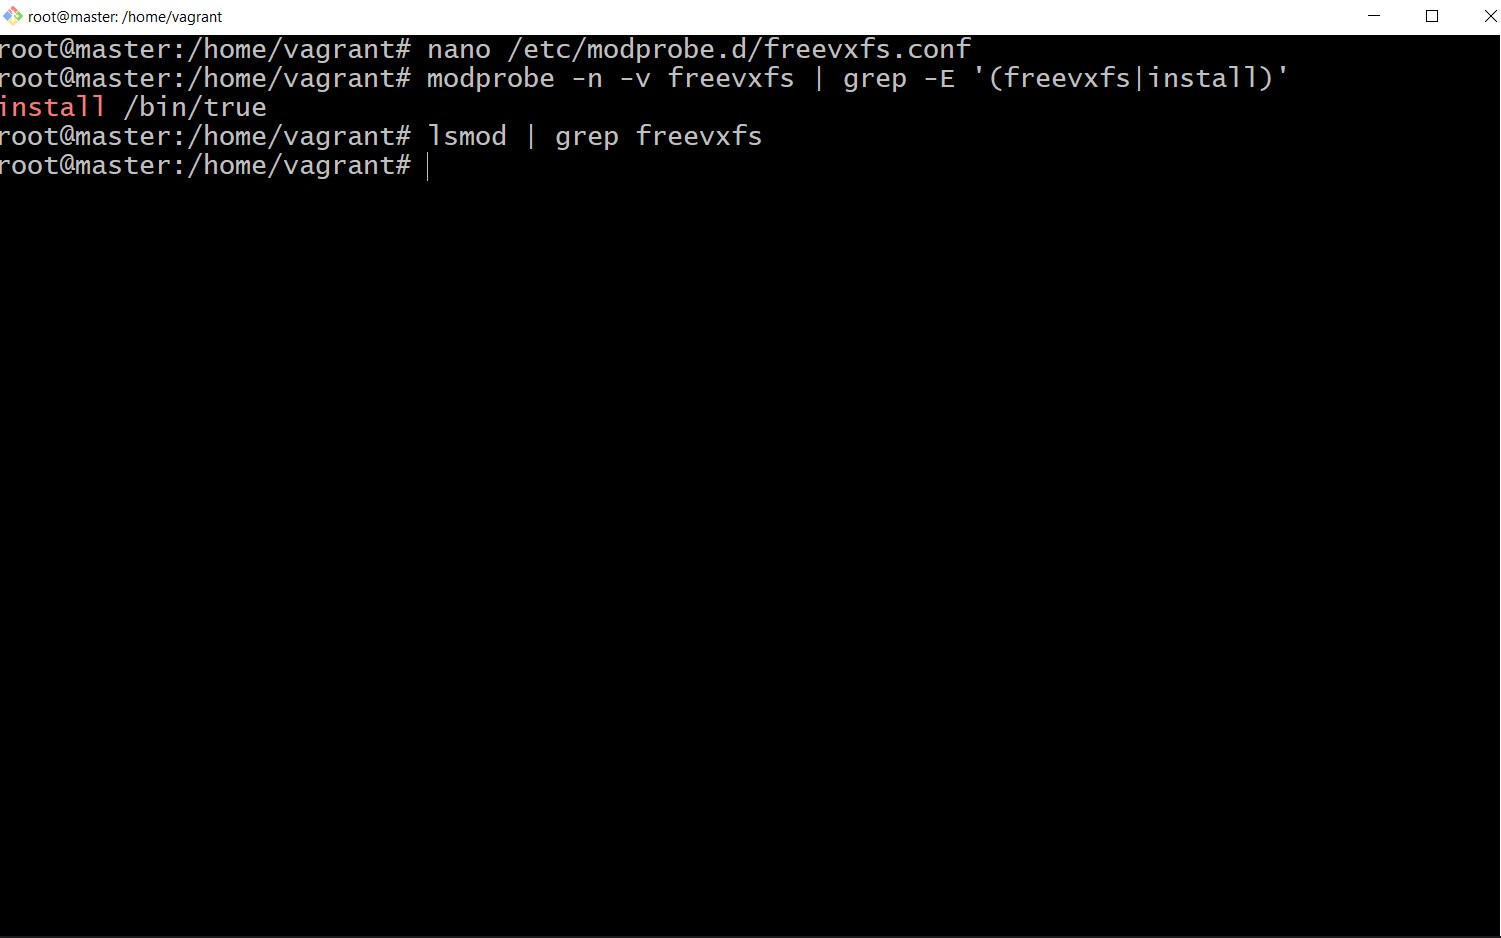 root@master: /home/vagrant
root@master:/home/vagrant# nano /etc/modprobe.d/freevxfs.conf
root@master:/home/vagrant# modprobe -n -v freevxfs | grep -E '(freevxfs|install)'
install /bin/true
root@master:/home/vagrant# lsmod | grep freevxfs
root@master:/home/vagrant#